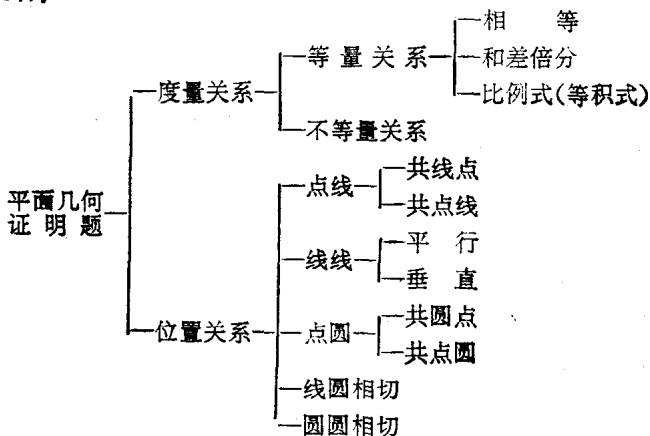 相 等
等量关系
和差倍分
度量关系
比例式(等积式)
不等量关系
平面几何
证明题
点线
共线点
共点线
线线
平 行
垂 直
位置关系
点圆
共圆点
共点圆
线圆相切
圆圆相切